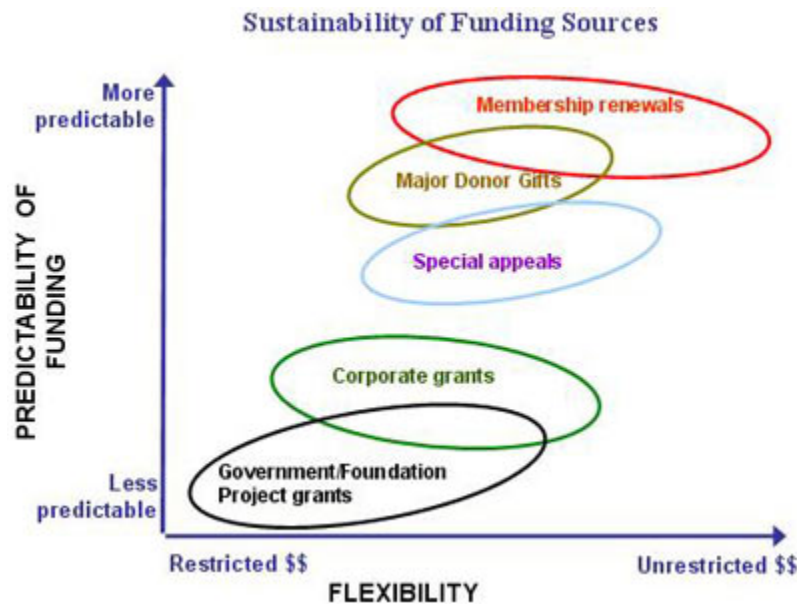 Sustainability of Funding Sources
More
predictable
Membership renewals
Major Donor Gifts
Special appeals
PREDICTABILITY OF
FUNDING
Corporate grants
Government/Foundation
Project grants
Less
predictable
Restricted $$
Unrestricted $$
FLEXIBILITY